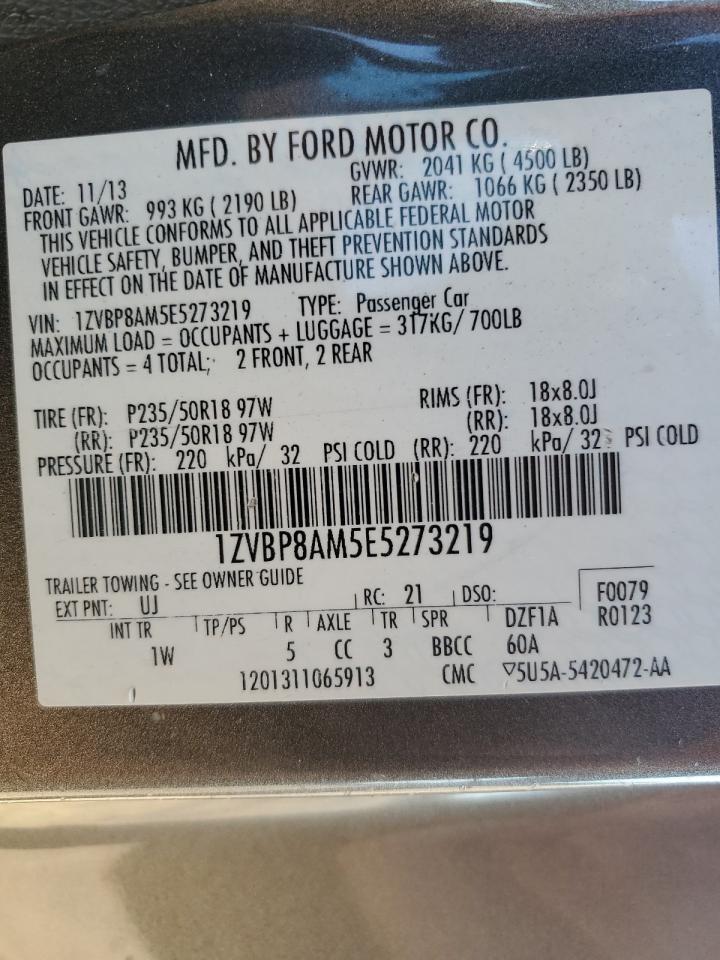 MFD. BY FORD MOTOR CO.
DATE: 11/13 GVWR: 2041 KG ( 4500 LB)
FRONT GAWR: 993 KG ( 2190 LB) REAR GAWR: 1066 KG ( 2350 LB)
THIS VEHICLE CONFORMS TO ALL APPLICABLE FEDERAL MOTOR
VEHICLE SAFETY, BUMPER, AND THEFT PREVENTION STANDARDS
IN EFFECT ON THE DATE OF MANUFACTURE SHOWN ABOVE.
VIN: 1ZVBP8AM5E5273219 TYPE: Passenger Car
MAXIMUM LOAD = OCCUPANTS + LUGGAGE = 317KG/ 700LB
OCCUPANTS = 4 TOTAL; 2 FRONT, 2 REAR
TIRE (FR): P235/50R18 97W RIMS (FR): 18x8.0J
(RR): P235/50R18 97W (RR): 18x8.0J
PRESSURE (FR): 220 kPa/ 32 PSI COLD (RR): 220 kPa/ 32 PSI COLD
1ZVBP8AM5E5273219
TRAILER TOWING - SEE OWNER GUIDE
EXT PNT: UJ RC: 21 DSO: F0079
INT TR TP/PS R AXLE TR SPR DZF1A R0123
1W 5 CC 3 BBCC 60A
1201311065913 CMC ▽5U5A-5420472-AA